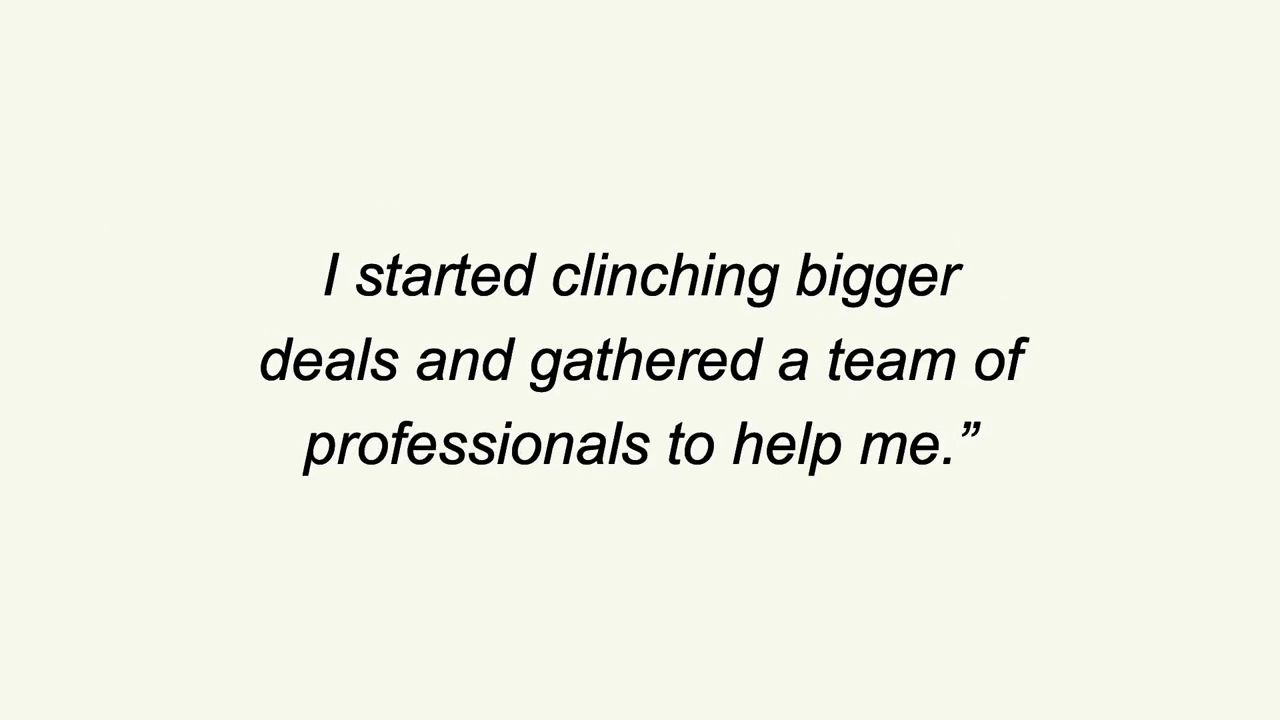 I started clinching bigger
deals and gathered a team of
professionals to help me.”